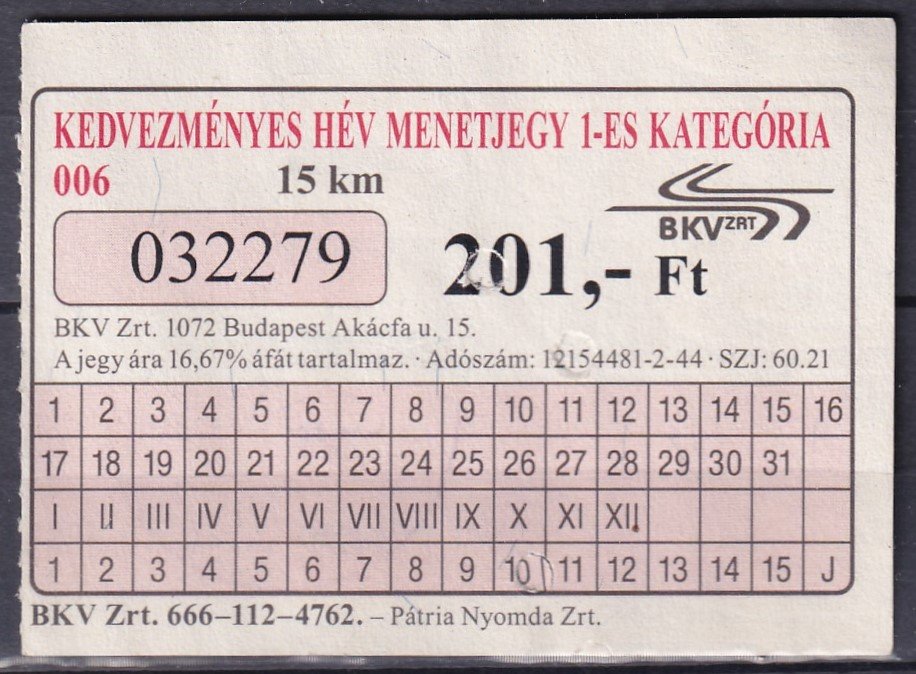 KEDVEZMÉNYES HÉV MENETJEGY 1-ES KATEGÓRIA
006 15 km
BKV ZRT
032279 201,- Ft
BKV Zrt. 1072 Budapest Akácfa u. 15.
A jegy ára 16,67% áfát tartalmaz. · Adószám: 12154481-2-44 · SZJ: 60.21
1 2 3 4 5 6 7 8 9 10 11 12 13 14 15 16
17 18 19 20 21 22 23 24 25 26 27 28 29 30 31
I II III IV V VI VII VIII IX X XI XII
1 2 3 4 5 6 7 8 9 10 11 12 13 14 15 J
BKV Zrt. 666–112–4762. – Pátria Nyomda Zrt.